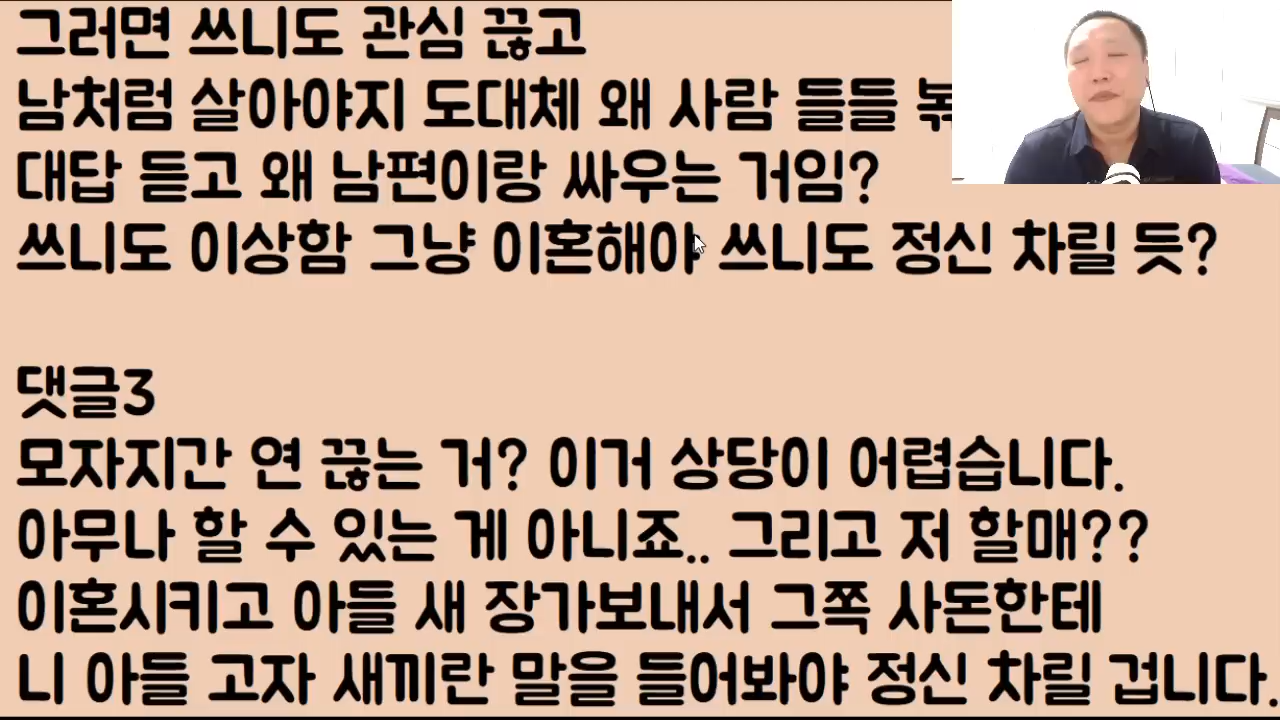 그러면 쓰니도 관심 끊고
남처럼 살아야지 도대체 왜 사람 들들
대답 듣고 왜 남편이랑 싸우는 거임?
쓰니도 이상함 그냥 이혼해야 쓰니도 정신 차릴 듯?
댓글3
모자지간 연 끊는 거? 이거 상당이 어렵습니다.
아무나 할 수 있는 게 아니죠.. 그리고 저 할매??
이혼시키고 아들 새 장가보내서 그쪽 사돈한테
니 아들 고자 새끼란 말을 들어봐야 정신 차릴 겁니다.